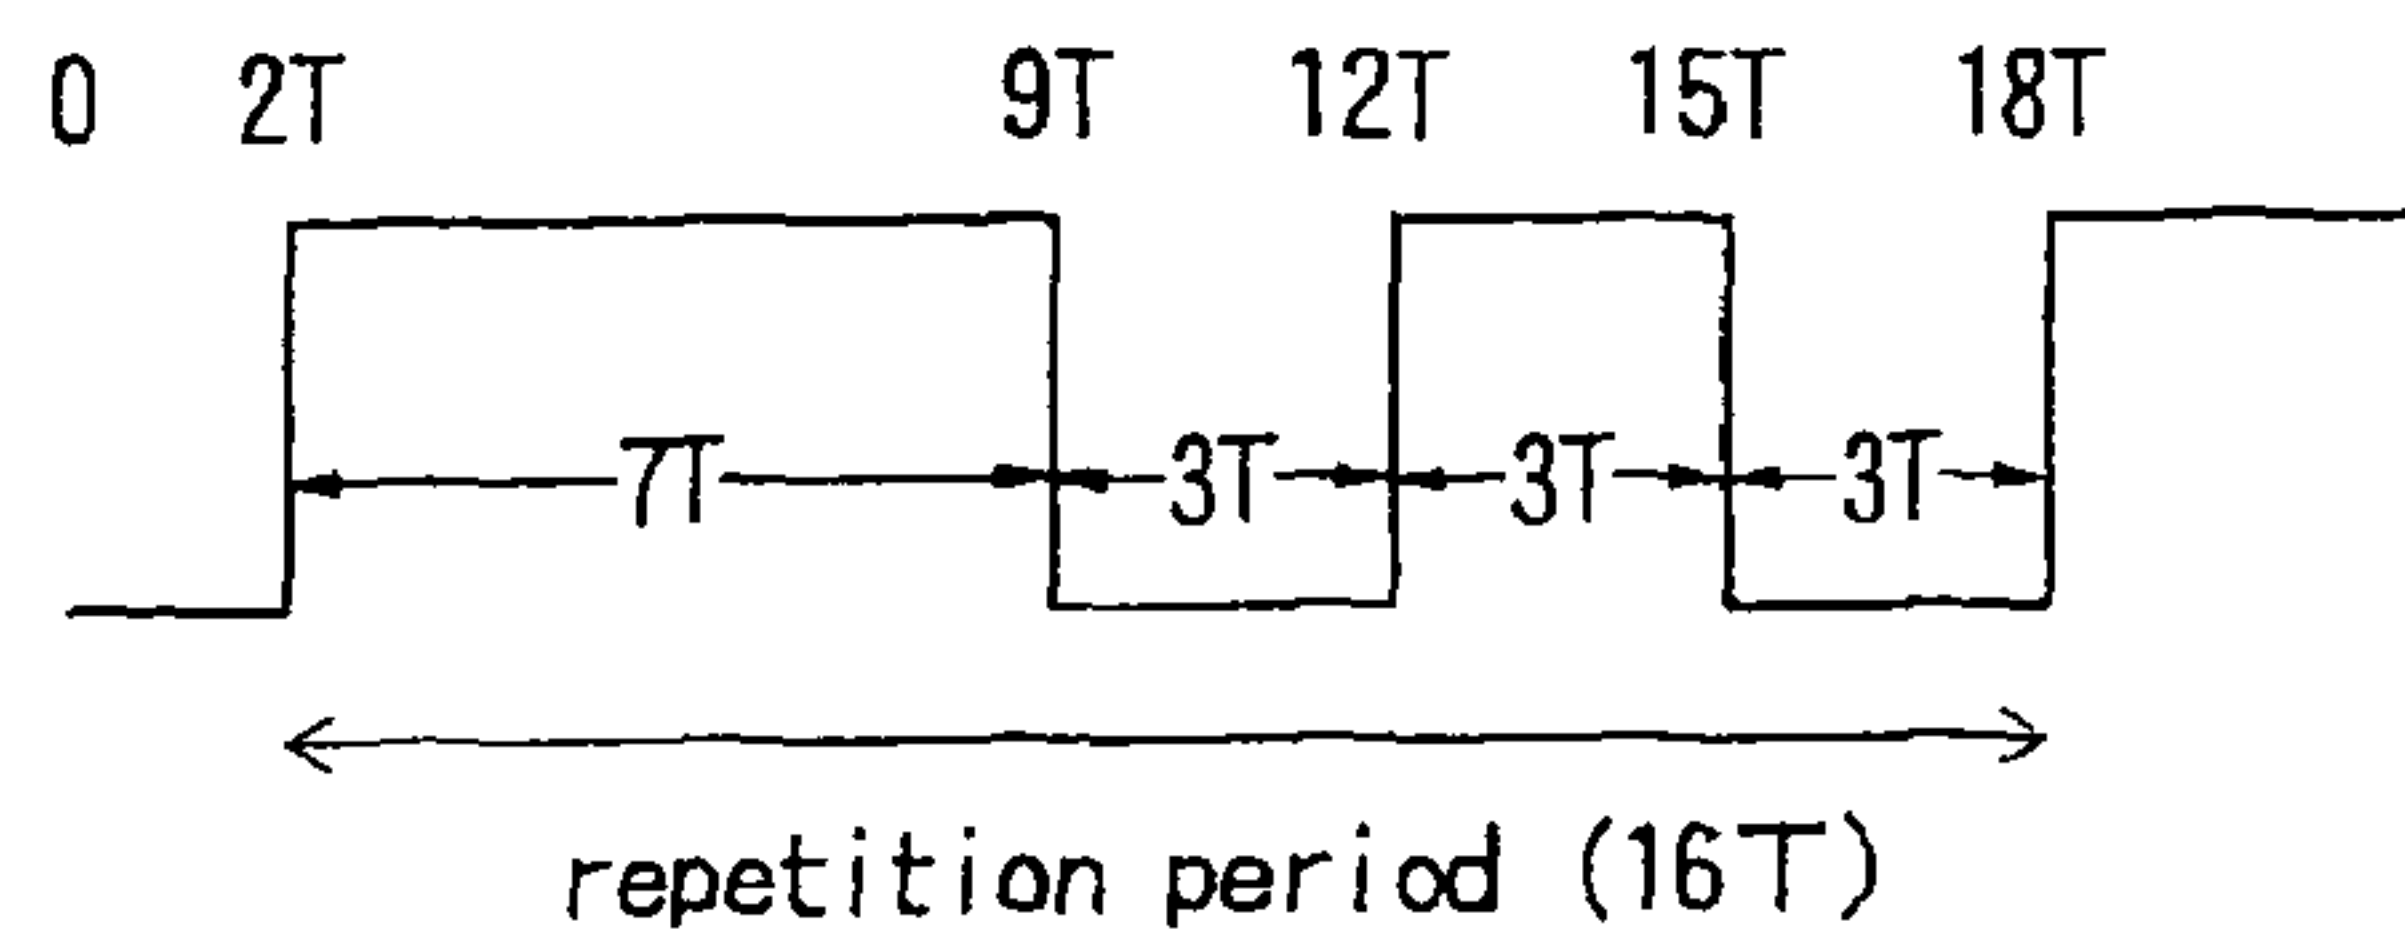 0 2T 9T 12T 15T 18T
7T 3T 3T 3T
repetition period (16T)